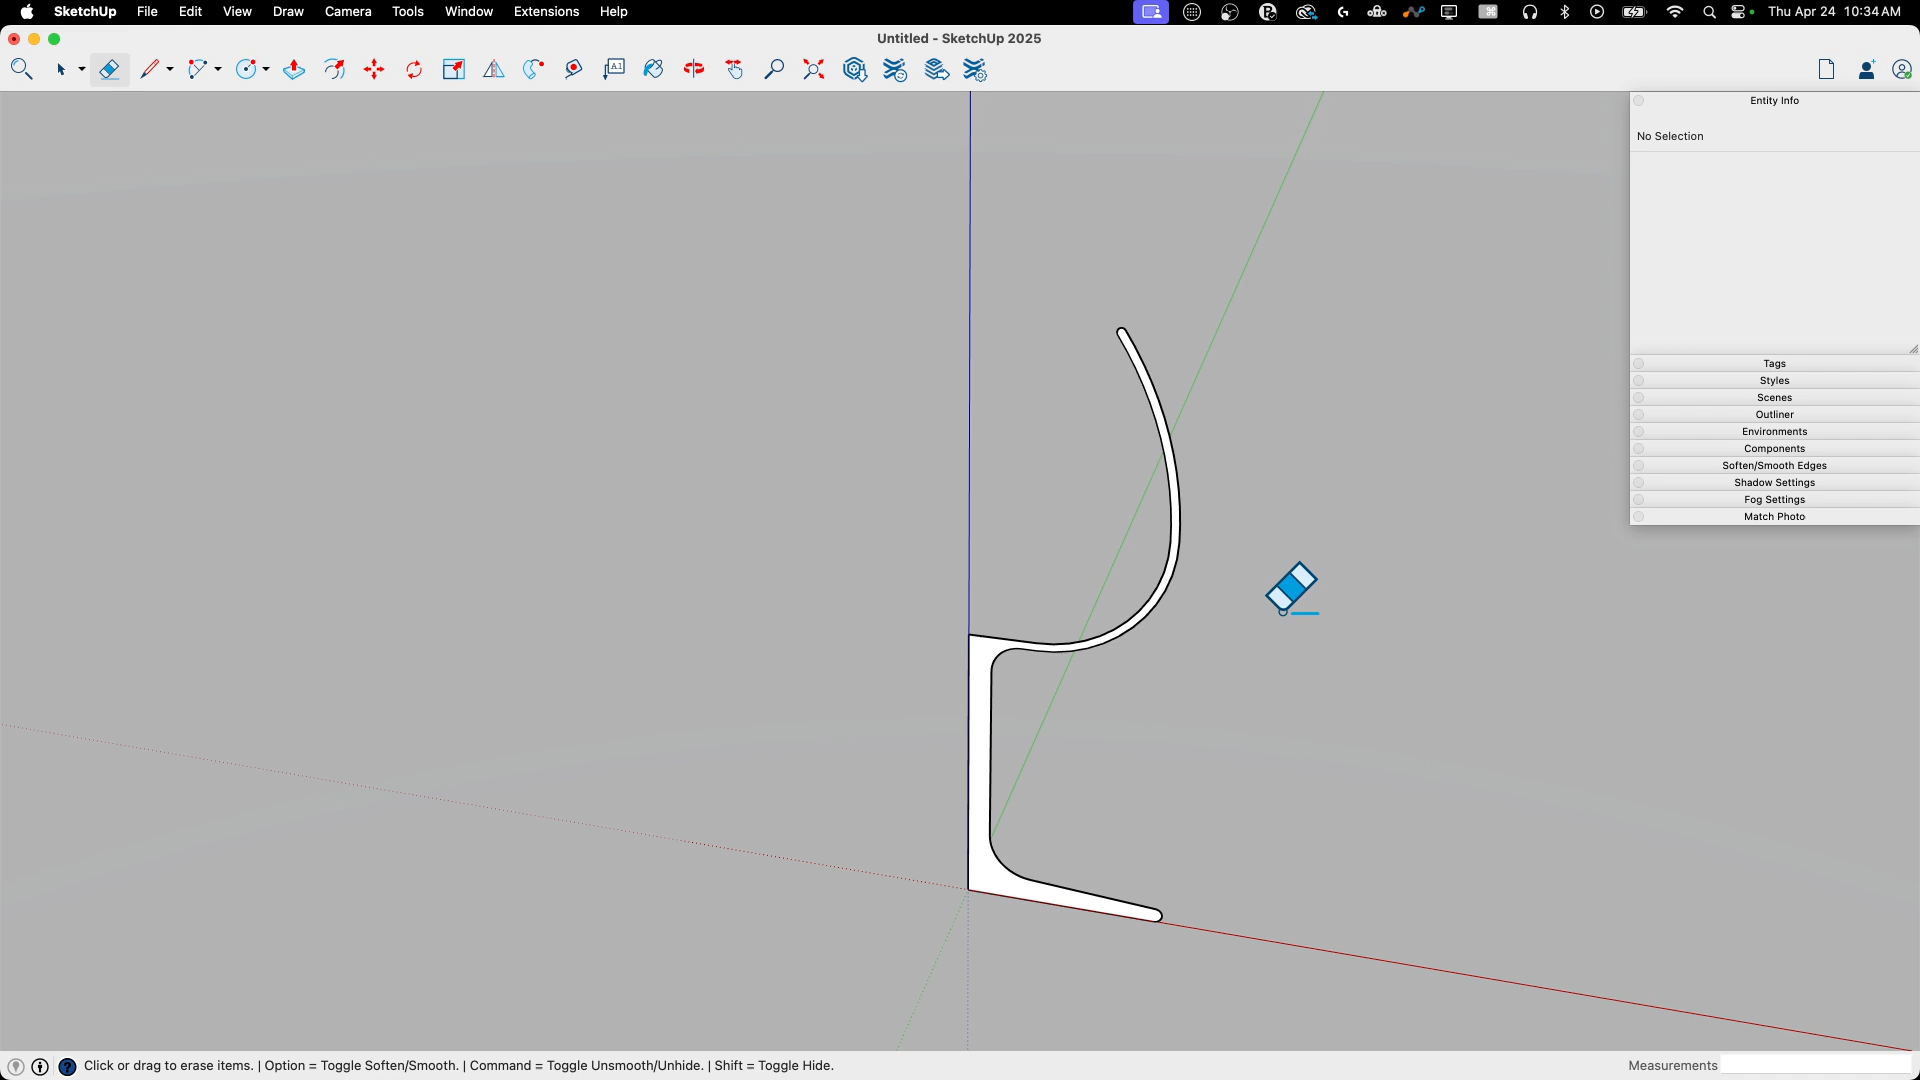 SketchUp File Edit View Draw Camera Tools Window Extensions Help Thu Apr 24 10:34 AM
Untitled - SketchUp 2025
A1
Entity Info
No Selection
Tags
Styles
Scenes
Outliner
Environments
Components
Soften/Smooth Edges
Shadow Settings
Fog Settings
Match Photo
Click or drag to erase items. | Option = Toggle Soften/Smooth. | Command = Toggle Unsmooth/Unhide. | Shift = Toggle Hide.
Measurements